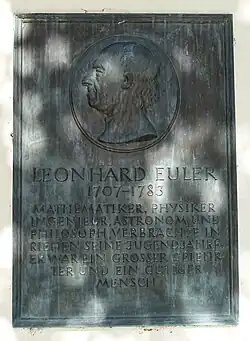 LEONHARD EULER
1707–1783
MATHEMATIKER, PHYSIKER
INGENIEUR, ASTRONOM UND
PHILOSOPH, VERBRACHTE IN
RIEHEN SEINE JUGENDJAHRE.
ER WAR EIN GROSSER GELEHR
TER UND EIN GÜTIGER
MENSCH